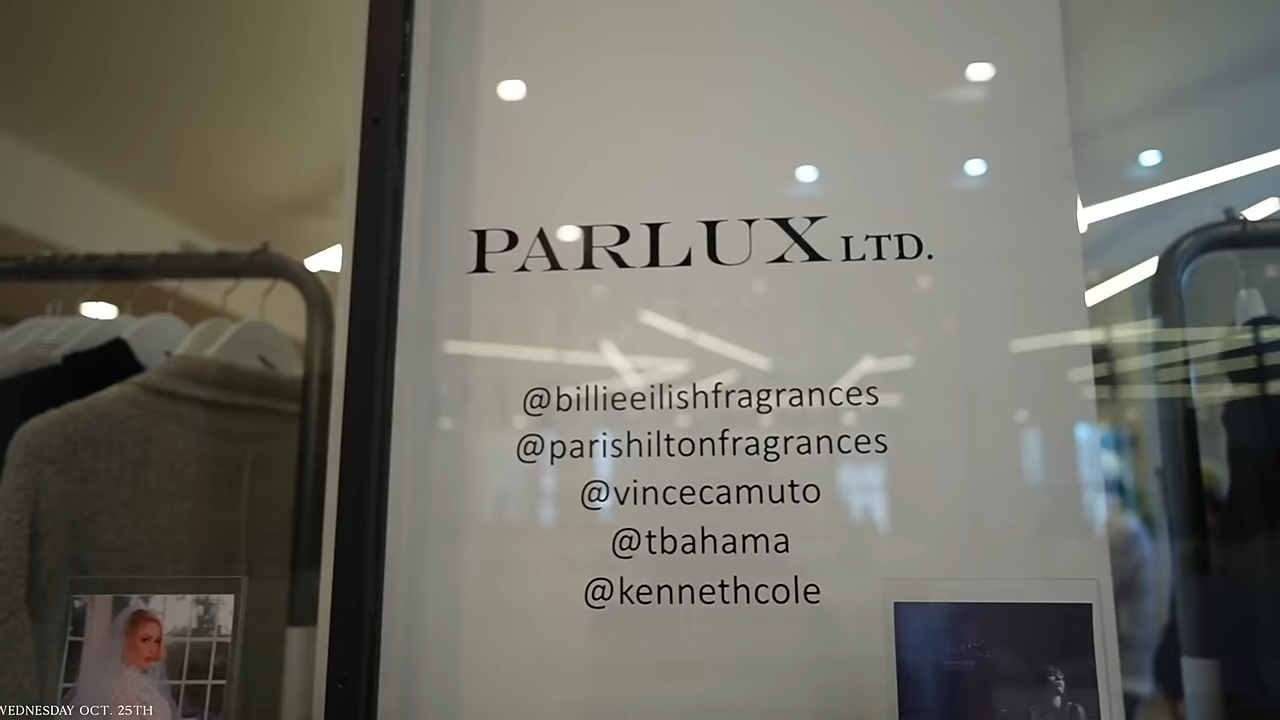 PARLUX LTD.
@billieeilishfragrances
@parishiltonfragrances
@vincecamuto
@tbahama
@kennethcole
WEDNESDAY OCT. 25TH